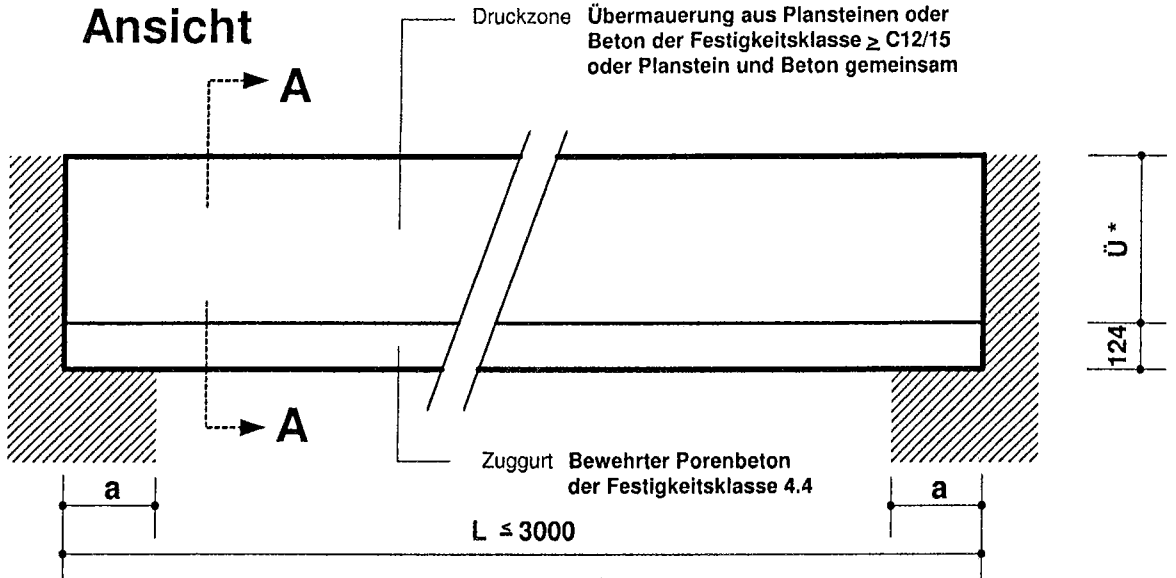 Ansicht
Druckzone Übermauerung aus Plansteinen oder
Beton der Festigkeitsklasse ≥ C12/15
oder Planstein und Beton gemeinsam
A
Ü *
124
A
Zuggurt Bewehrter Porenbeton
der Festigkeitsklasse 4.4
a
a
L ≤ 3000